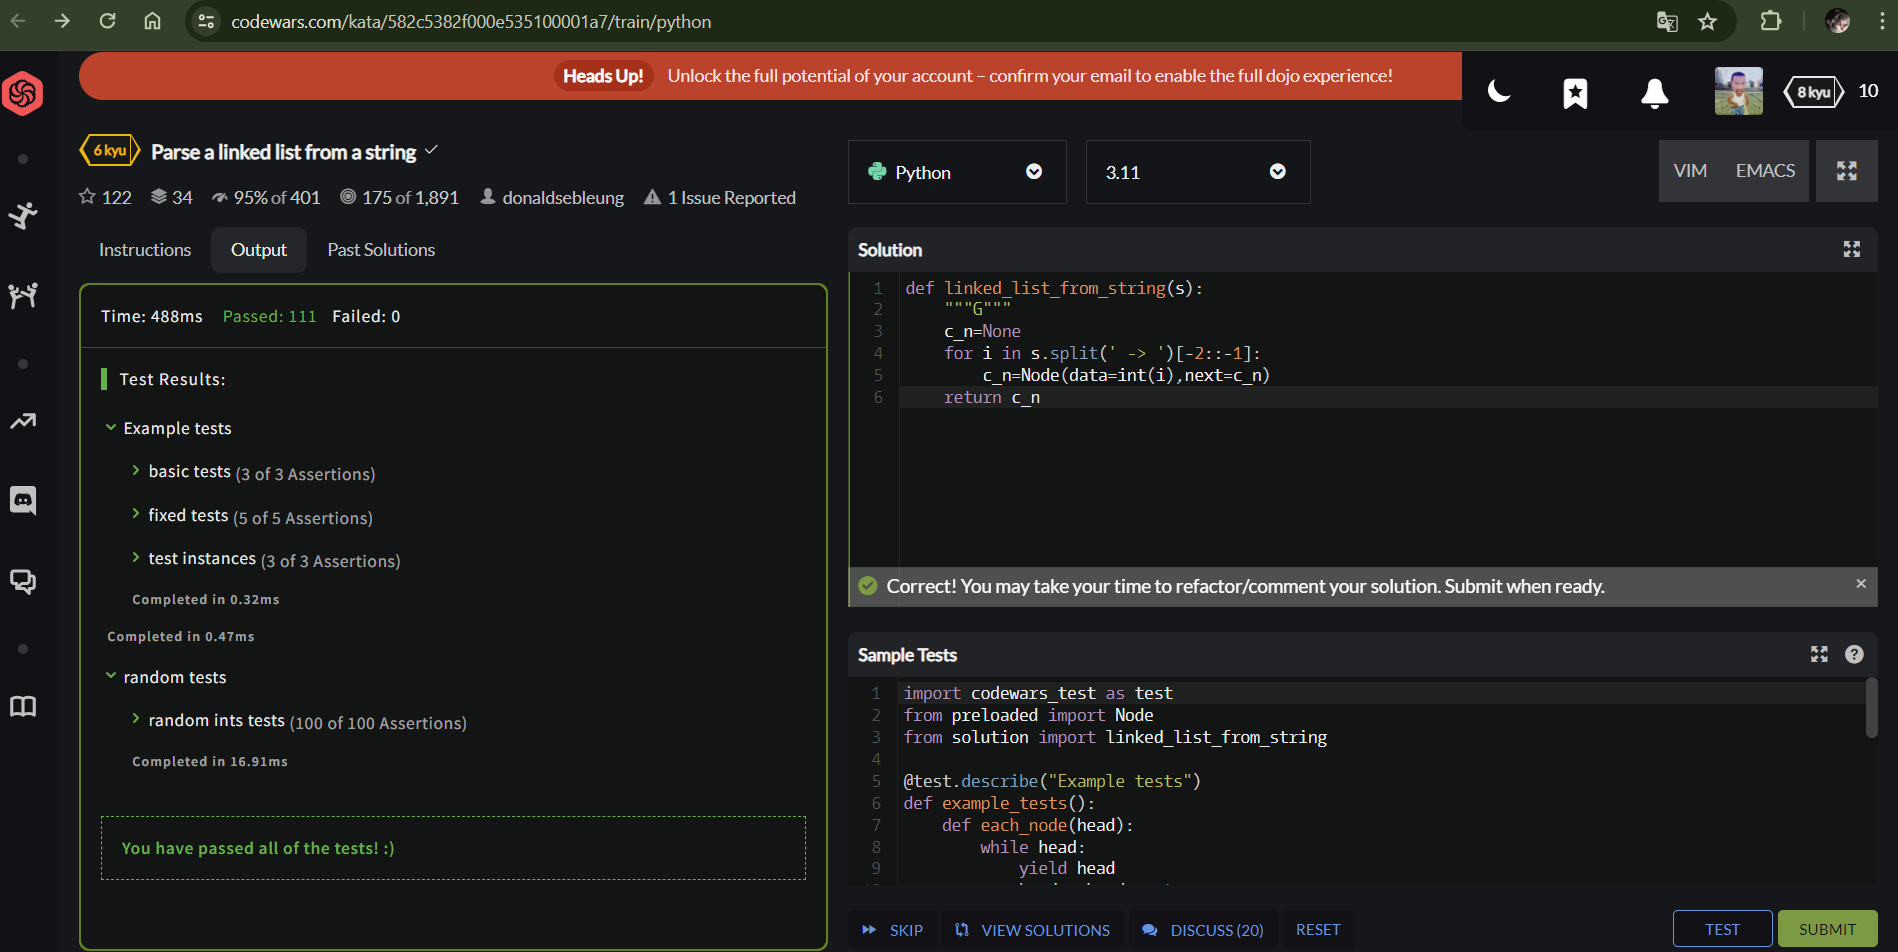 codewars.com/kata/582c5382f000e535100001a7/train/python
Heads Up! Unlock the full potential of your account – confirm your email to enable the full dojo experience!
8 kyu 10
6 kyu Parse a linked list from a string
122 34 95% of 401 175 of 1,891 donaldsebleung 1 Issue Reported
Instructions Output Past Solutions
Time: 488ms Passed: 111 Failed: 0
Test Results:
Example tests
basic tests (3 of 3 Assertions)
fixed tests (5 of 5 Assertions)
test instances (3 of 3 Assertions)
Completed in 0.32ms
Completed in 0.47ms
random tests
random ints tests (100 of 100 Assertions)
Completed in 16.91ms
You have passed all of the tests! :)
Python 3.11 VIM EMACS
Solution
1 def linked_list_from_string(s):
2 """G"""
3 c_n=None
4 for i in s.split(' -> ')[-2::-1]:
5 c_n=Node(data=int(i),next=c_n)
6 return c_n
Correct! You may take your time to refactor/comment your solution. Submit when ready.
Sample Tests
1 import codewars_test as test
2 from preloaded import Node
3 from solution import linked_list_from_string
4
5 @test.describe("Example tests")
6 def example_tests():
7 def each_node(head):
8 while head:
9 yield head
SKIP VIEW SOLUTIONS DISCUSS (20) RESET TEST SUBMIT